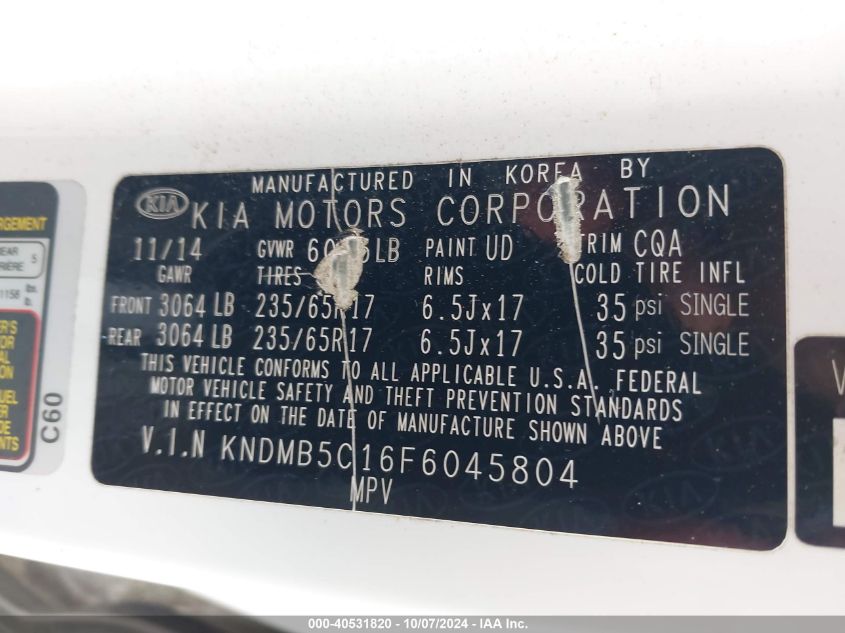 MANUFACTURED IN KOREA BY
KIA KIA MOTORS CORPORATION
11/14 GVWR PAINT UD TRIM CQA
GAWR TIRES RIMS COLD TIRE INFL
FRONT 3064 LB 235/65R17 6.5Jx17 35 psi SINGLE
REAR 3064 LB 235/65R17 6.5Jx17 35 psi SINGLE
THIS VEHICLE CONFORMS TO ALL APPLICABLE U.S.A. FEDERAL
MOTOR VEHICLE SAFETY AND THEFT PREVENTION STANDARDS
IN EFFECT ON THE DATE OF MANUFACTURE SHOWN ABOVE
V.I.N KNDMB5C16F6045804
MPV
C60
000-40531820 - 10/07/2024 - IAA Inc.